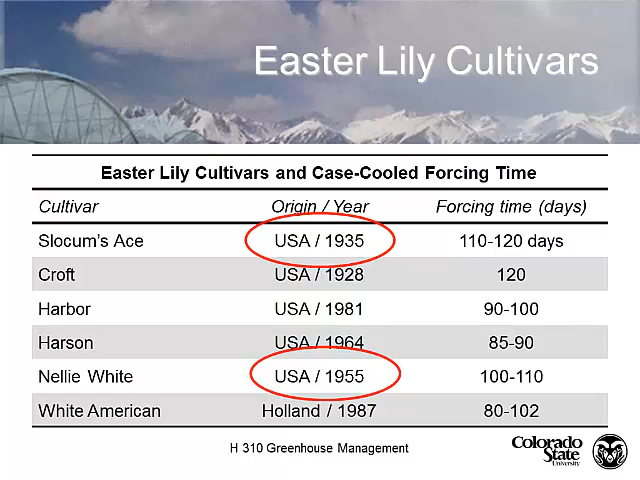 Easter Lily Cultivars
Easter Lily Cultivars and Case-Cooled Forcing Time
Cultivar Origin / Year Forcing time (days)
Slocum's Ace USA / 1935 110-120 days
Croft USA / 1928 120
Harbor USA / 1981 90-100
Harson USA / 1964 85-90
Nellie White USA / 1955 100-110
White American Holland / 1987 80-102
H 310 Greenhouse Management
Colorado
State
University